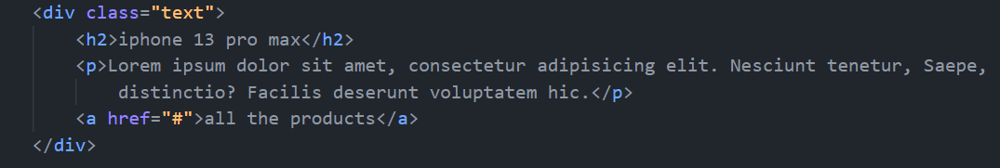 <div class="text">
<h2>iphone 13 pro max</h2>
<p>Lorem ipsum dolor sit amet, consectetur adipisicing elit. Nesciunt tenetur, Saepe,
distinctio? Facilis deserunt voluptatem hic.</p>
<a href="#">all the products</a>
</div>